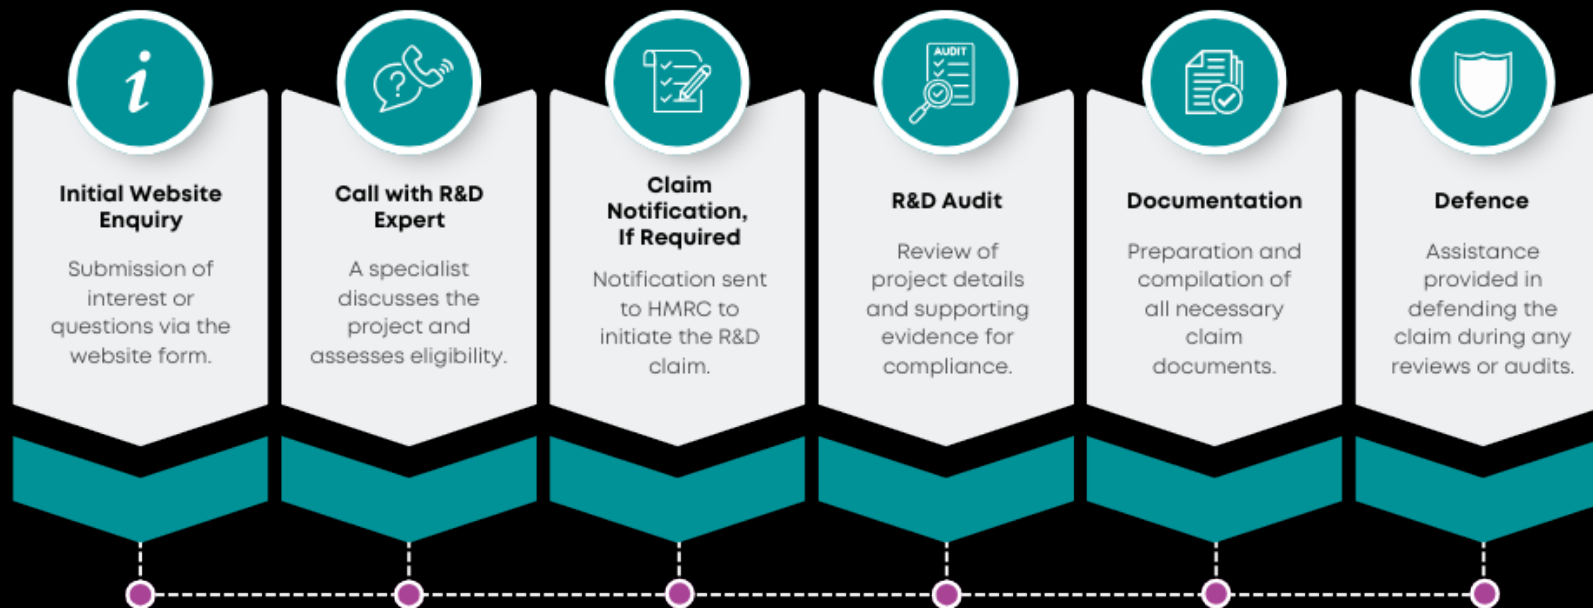 i
Initial Website
Enquiry
Submission of
interest or
questions via the
website form.
?
Call with R&D
Expert
A specialist
discusses the
project and
assesses eligibility.
Claim
Notification,
If Required
Notification sent
to HMRC to
initiate the R&D
claim.
AUDIT
R&D Audit
Review of
project details
and supporting
evidence for
compliance.
Documentation
Preparation and
compilation of
all necessary
claim
documents.
Defence
Assistance
provided in
defending the
claim during any
reviews or audits.